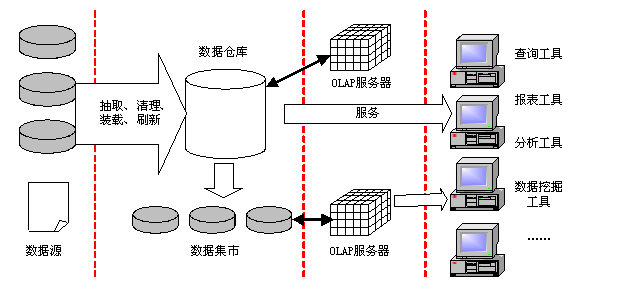 数据仓库
OLAP服务器
查询工具
抽取、清理、
装载、刷新
服务
报表工具
分析工具
数据挖掘
工具
数据源
数据集市
OLAP服务器
......